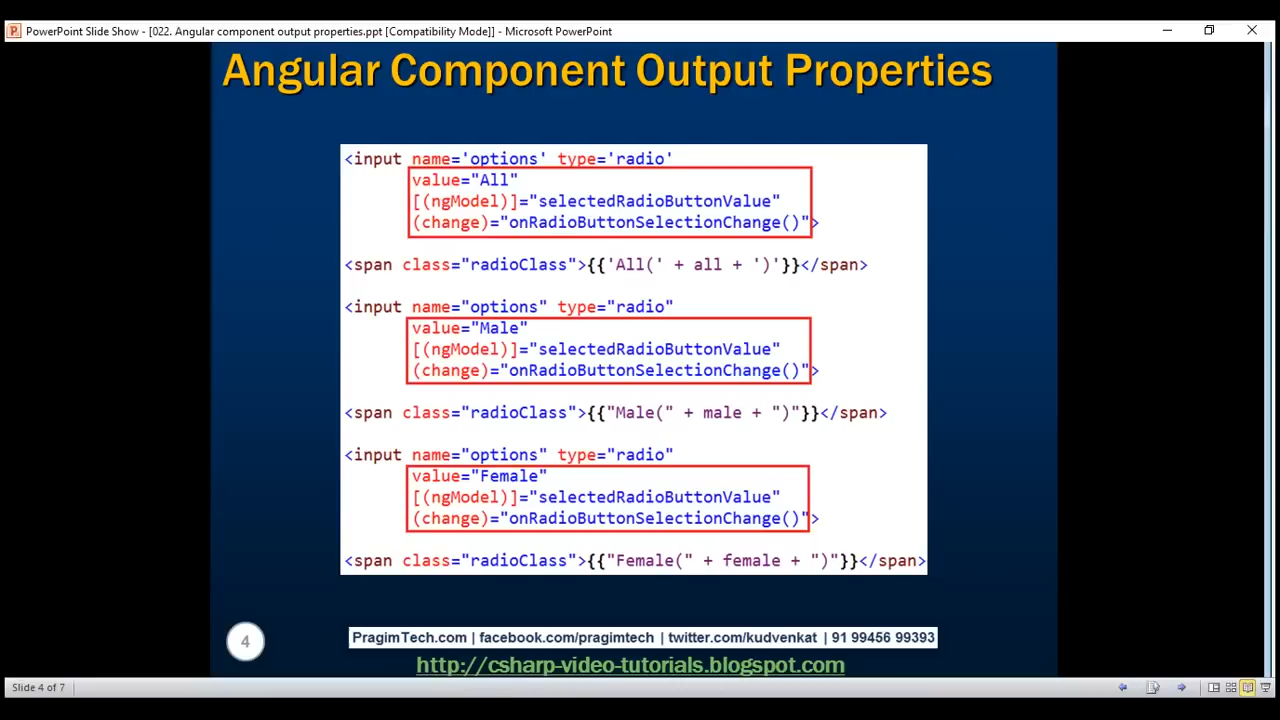 PowerPoint Slide Show - [022. Angular component output properties.ppt [Compatibility Mode]] - Microsoft PowerPoint
Angular Component Output Properties
<input name='options' type='radio'
value="All"
[(ngModel)]="selectedRadioButtonValue"
(change)="onRadioButtonSelectionChange()">
<span class="radioClass">{{'All(' + all + ')'}}</span>
<input name="options" type="radio"
value="Male"
[(ngModel)]="selectedRadioButtonValue"
(change)="onRadioButtonSelectionChange()">
<span class="radioClass">{{"Male(" + male + ")"}}</span>
<input name="options" type="radio"
value="Female"
[(ngModel)]="selectedRadioButtonValue"
(change)="onRadioButtonSelectionChange()">
<span class="radioClass">{{"Female(" + female + ")"}}</span>
4
PragimTech.com | facebook.com/pragimtech | twitter.com/kudvenkat | 91 99456 99393
http://csharp-video-tutorials.blogspot.com
Slide 4 of 7